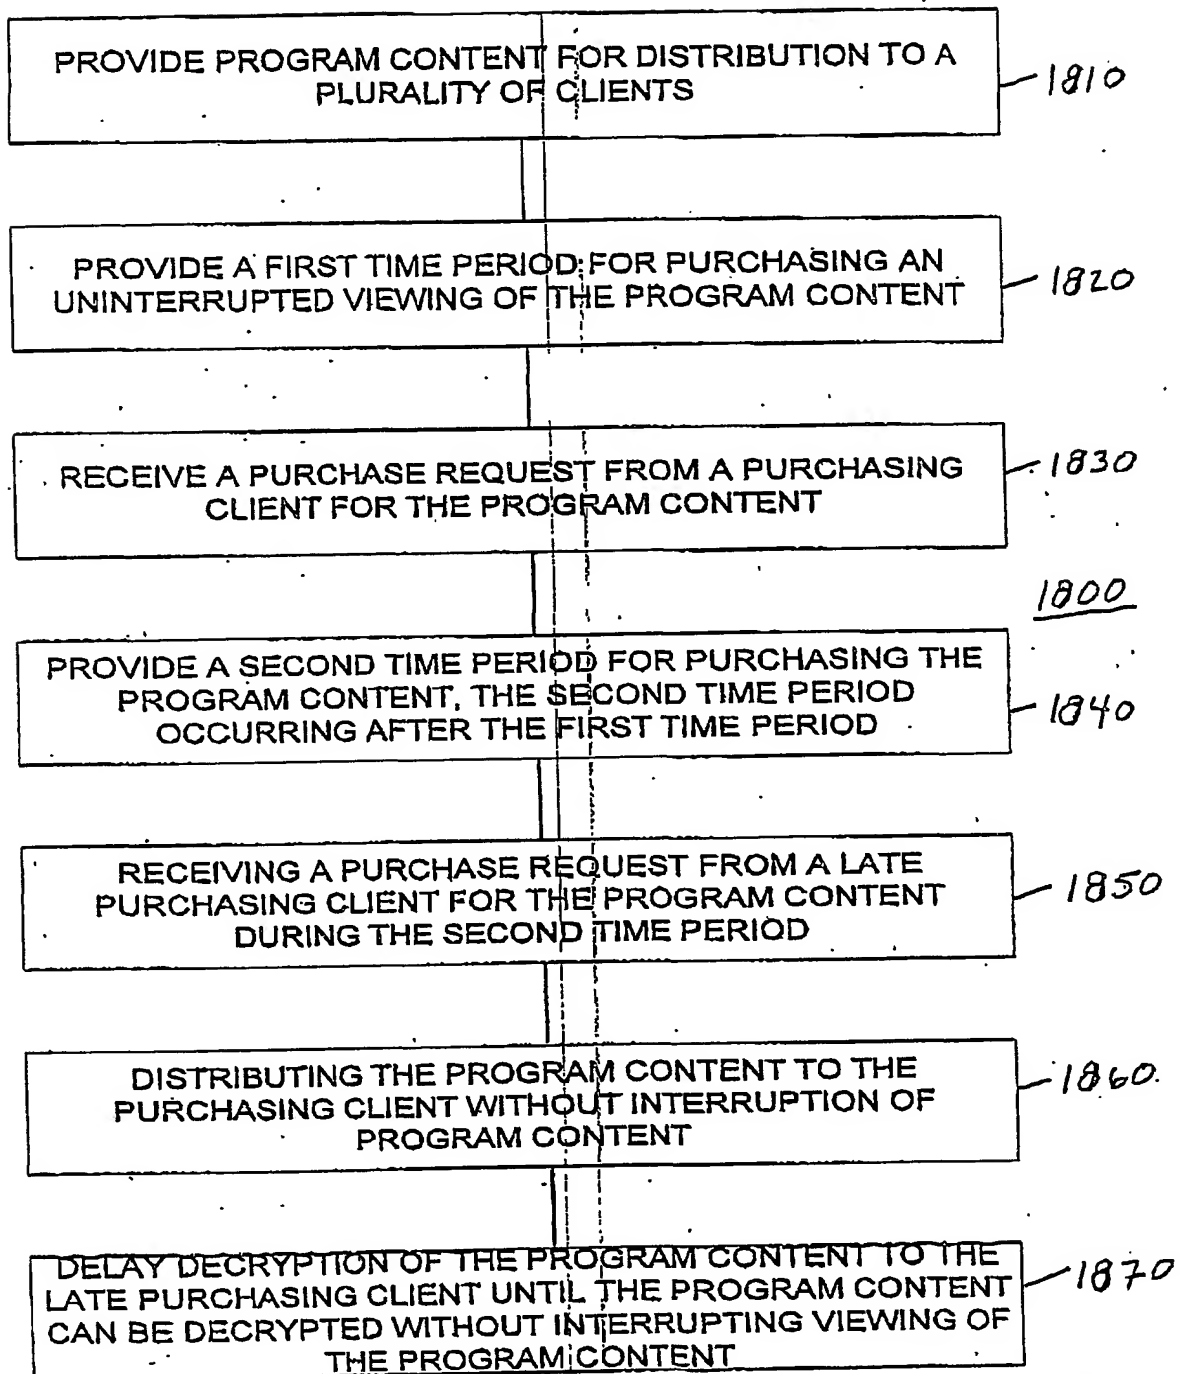 PROVIDE PROGRAM CONTENT FOR DISTRIBUTION TO A
PLURALITY OF CLIENTS
1810
PROVIDE A FIRST TIME PERIOD FOR PURCHASING AN
UNINTERRUPTED VIEWING OF THE PROGRAM CONTENT
1820
RECEIVE A PURCHASE REQUEST FROM A PURCHASING
CLIENT FOR THE PROGRAM CONTENT
1830
1800
PROVIDE A SECOND TIME PERIOD FOR PURCHASING THE
PROGRAM CONTENT, THE SECOND TIME PERIOD
OCCURRING AFTER THE FIRST TIME PERIOD
1840
RECEIVING A PURCHASE REQUEST FROM A LATE
PURCHASING CLIENT FOR THE PROGRAM CONTENT
DURING THE SECOND TIME PERIOD
1850
DISTRIBUTING THE PROGRAM CONTENT TO THE
PURCHASING CLIENT WITHOUT INTERRUPTION OF
PROGRAM CONTENT
1860
DELAY DECRYPTION OF THE PROGRAM CONTENT TO THE
LATE PURCHASING CLIENT UNTIL THE PROGRAM CONTENT
CAN BE DECRYPTED WITHOUT INTERRUPTING VIEWING OF
THE PROGRAM CONTENT
1870